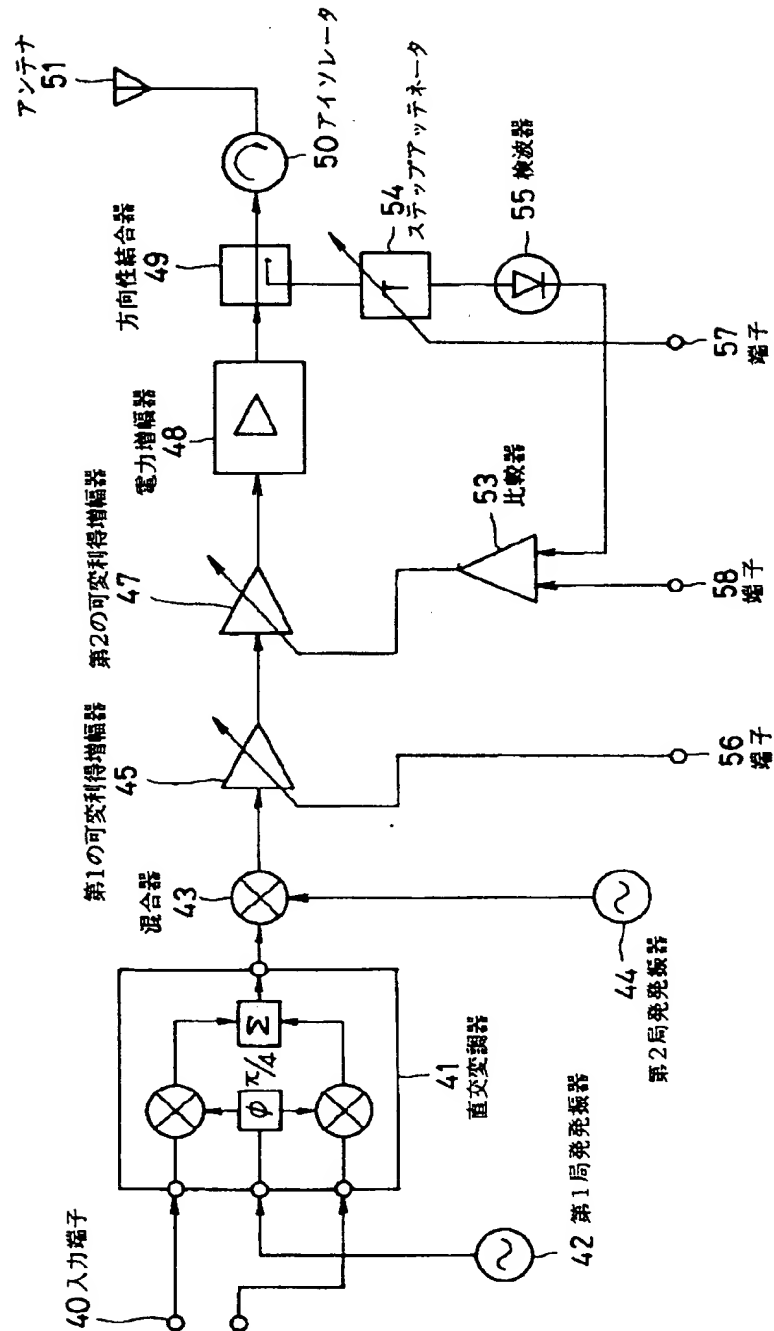 40 入力端子
42 第1局発発振器
41
直交変調器
φ
π/4
Σ
混合器
43
44
第2局発発振器
第1の可変利得増幅器
45
56
端子
第2の可変利得増幅器
47
53
比較器
58
端子
電力増幅器
48
方向性結合器
49
54
ステップアッテネータ
55 検波器
57
端子
50 アイソレータ
アンテナ
51